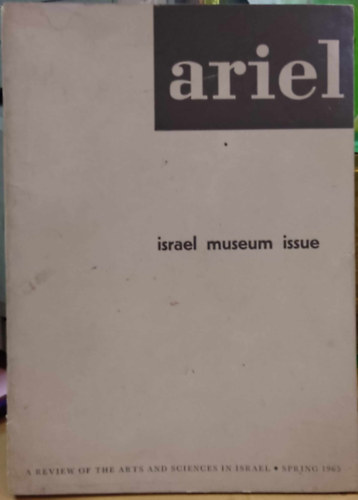 ariel
israel museum issue
A REVIEW OF THE ARTS AND SCIENCES IN ISRAEL • SPRING 1965